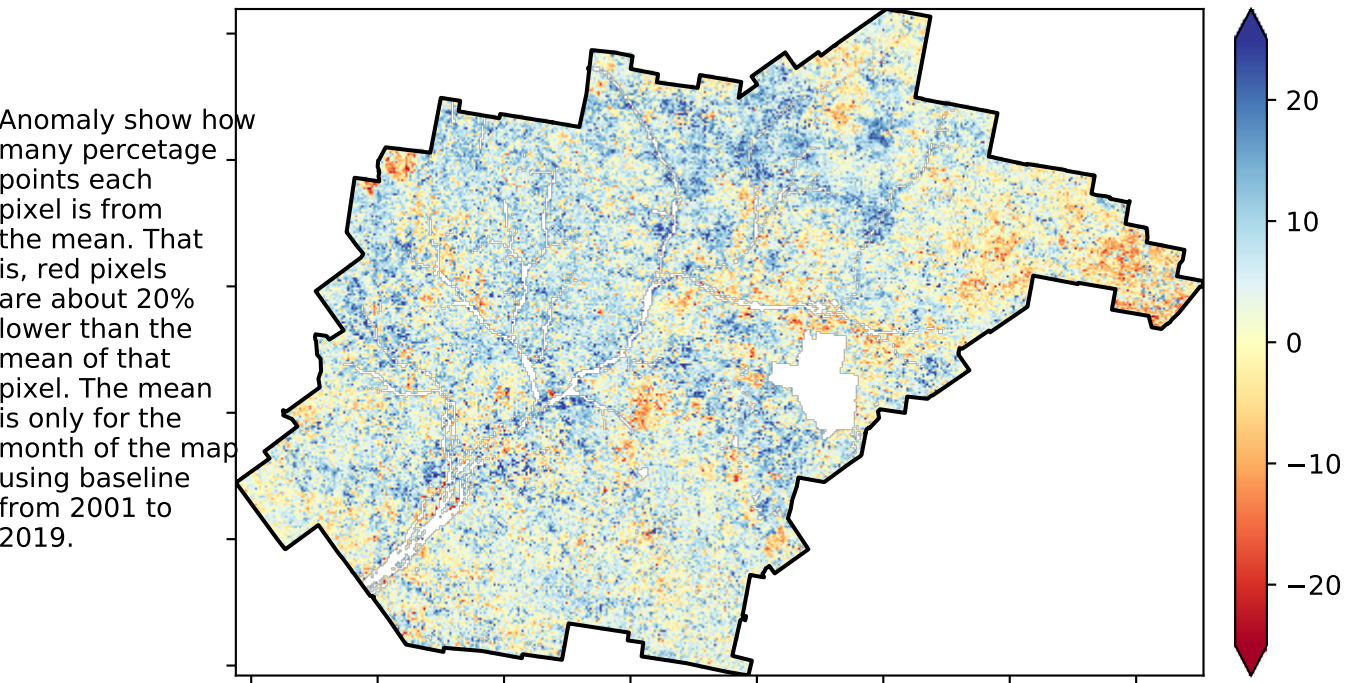 Anomaly show how
many percetage
points each
pixel is from
the mean. That
is, red pixels
are about 20%
lower than the
mean of that
pixel. The mean
is only for the
month of the map
using baseline
from 2001 to
2019.
20
10
0
−10
−20